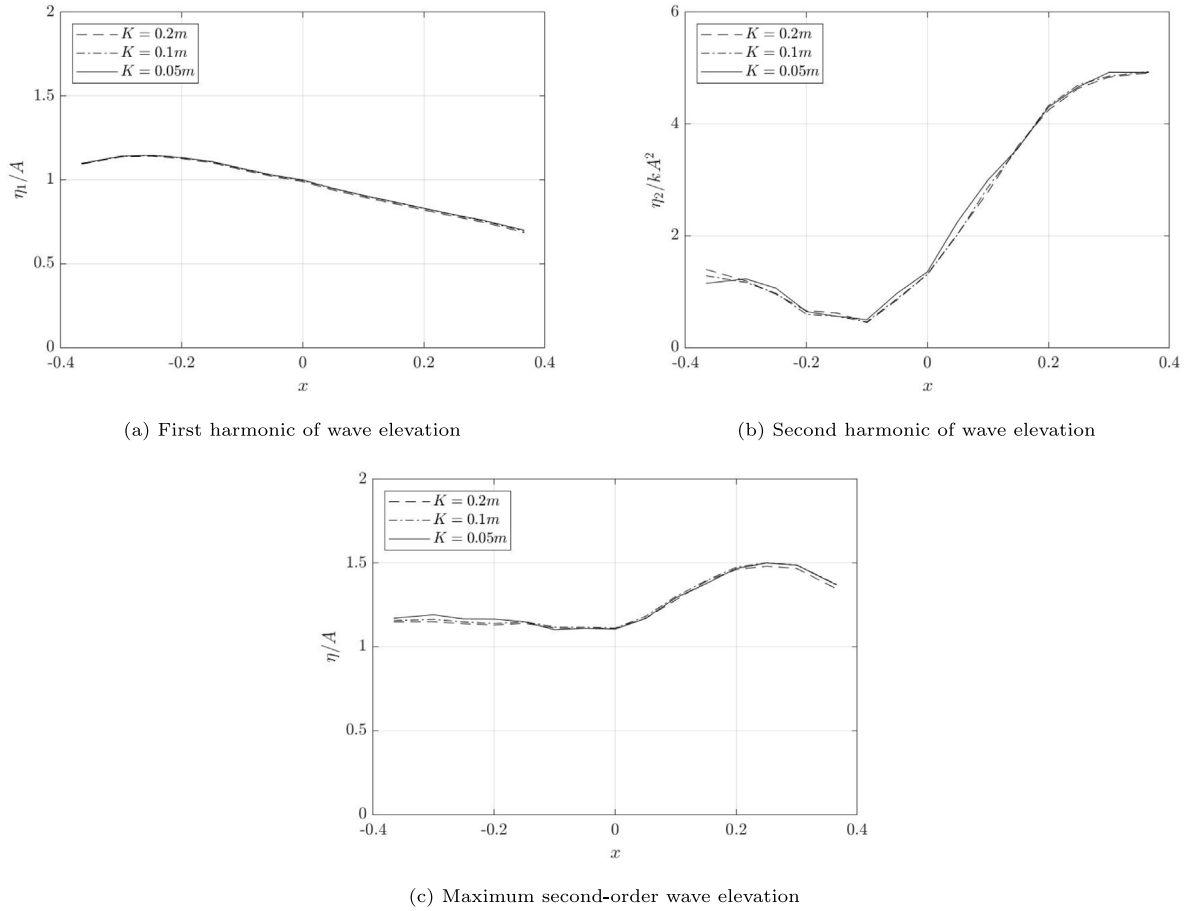 2
1.5
1
0.5
0
-0.4
-0.2
0
0.2
0.4
η₁/A
x
K = 0.2m
K = 0.1m
K = 0.05m
(a) First harmonic of wave elevation
6
4
2
0
-0.4
-0.2
0
0.2
0.4
η₂/kA²
x
K = 0.2m
K = 0.1m
K = 0.05m
(b) Second harmonic of wave elevation
2
1.5
1
0.5
0
-0.4
-0.2
0
0.2
0.4
η/A
x
K = 0.2m
K = 0.1m
K = 0.05m
(c) Maximum second-order wave elevation